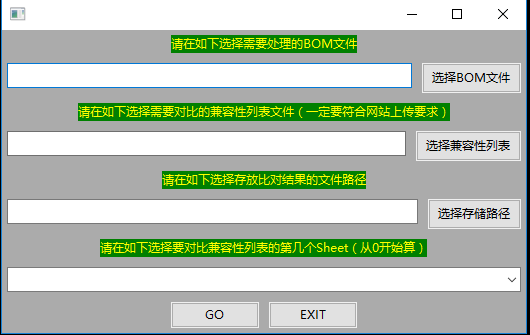 请在如下选择需要处理的BOM文件
选择BOM文件
请在如下选择需要对比的兼容性列表文件（一定要符合网站上传要求）
选择兼容性列表
请在如下选择存放比对结果的文件路径
选择存储路径
请在如下选择要对比兼容性列表的第几个Sheet（从0开始算）
GO EXIT